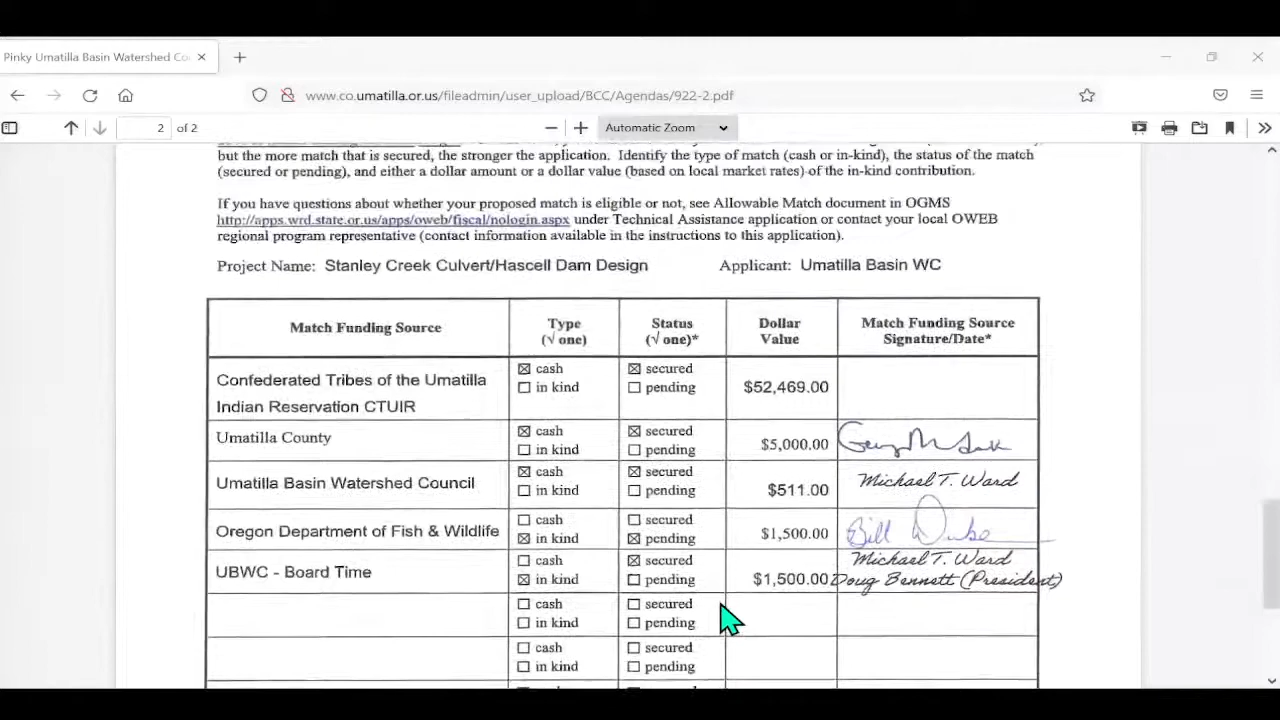 Pinky Umatilla Basin Watershed Co
www.co.umatilla.or.us/fileadmin/user_upload/BCC/Agendas/922-2.pdf
2 of 2
Automatic Zoom
but the more match that is secured, the stronger the application. Identify the type of match (cash or in-kind), the status of the match
(secured or pending), and either a dollar amount or a dollar value (based on local market rates) of the in-kind contribution.
If you have questions about whether your proposed match is eligible or not, see Allowable Match document in OGMS
http://apps.wrd.state.or.us/apps/oweb/fiscal/nologin.aspx under Technical Assistance application or contact your local OWEB
regional program representative (contact information available in the instructions to this application).
Project Name: Stanley Creek Culvert/Hascell Dam Design Applicant: Umatilla Basin WC
Match Funding Source
Type
(√ one)
Status
(√ one)*
Dollar
Value
Match Funding Source
Signature/Date*
Confederated Tribes of the Umatilla
Indian Reservation CTUIR
☒ cash
☐ in kind
☒ secured
☐ pending
$52,469.00
Umatilla County
☒ cash
☐ in kind
☒ secured
☐ pending
$5,000.00
Umatilla Basin Watershed Council
☒ cash
☐ in kind
☒ secured
☐ pending
$511.00
Michael T. Ward
Oregon Department of Fish & Wildlife
☐ cash
☒ in kind
☐ secured
☒ pending
$1,500.00
Bill Duke
UBWC - Board Time
☐ cash
☒ in kind
☒ secured
☐ pending
$1,500.00
Michael T. Ward
Doug Bennett (President)
☐ cash
☐ in kind
☐ secured
☐ pending
☐ cash
☐ in kind
☐ secured
☐ pending